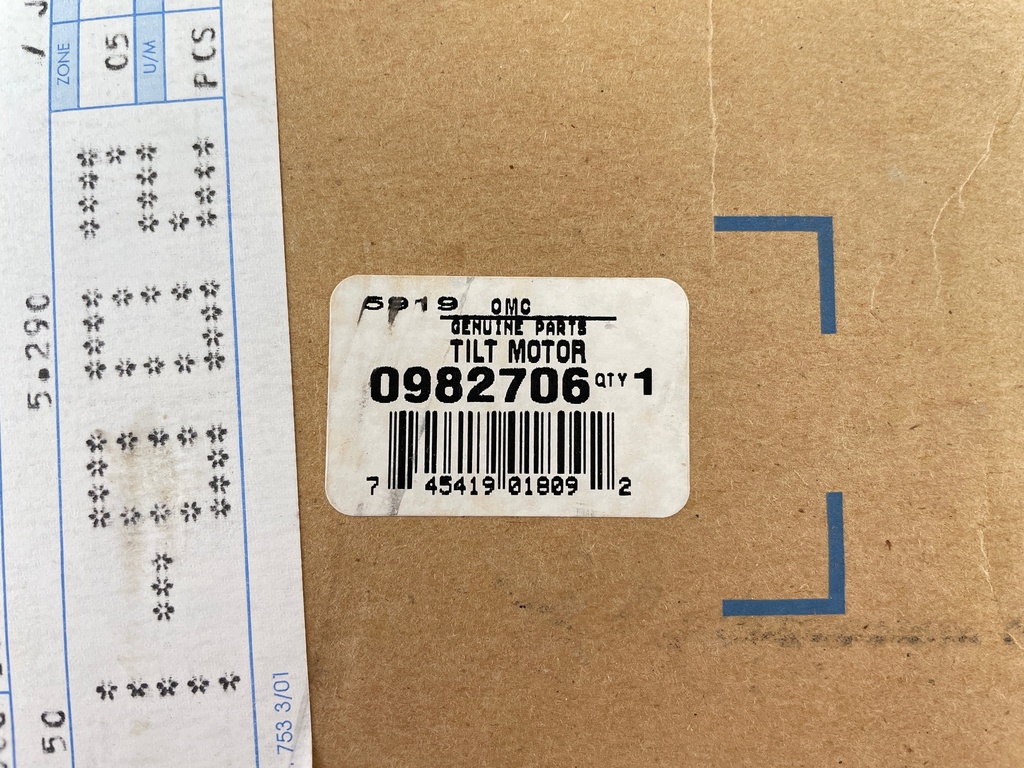 ZONE
05
U/M
PCS
5.290
50
753 3/01
5919 OMC
GENUINE PARTS
TILT MOTOR
0982706 QTY 1
7 45419 01809 2